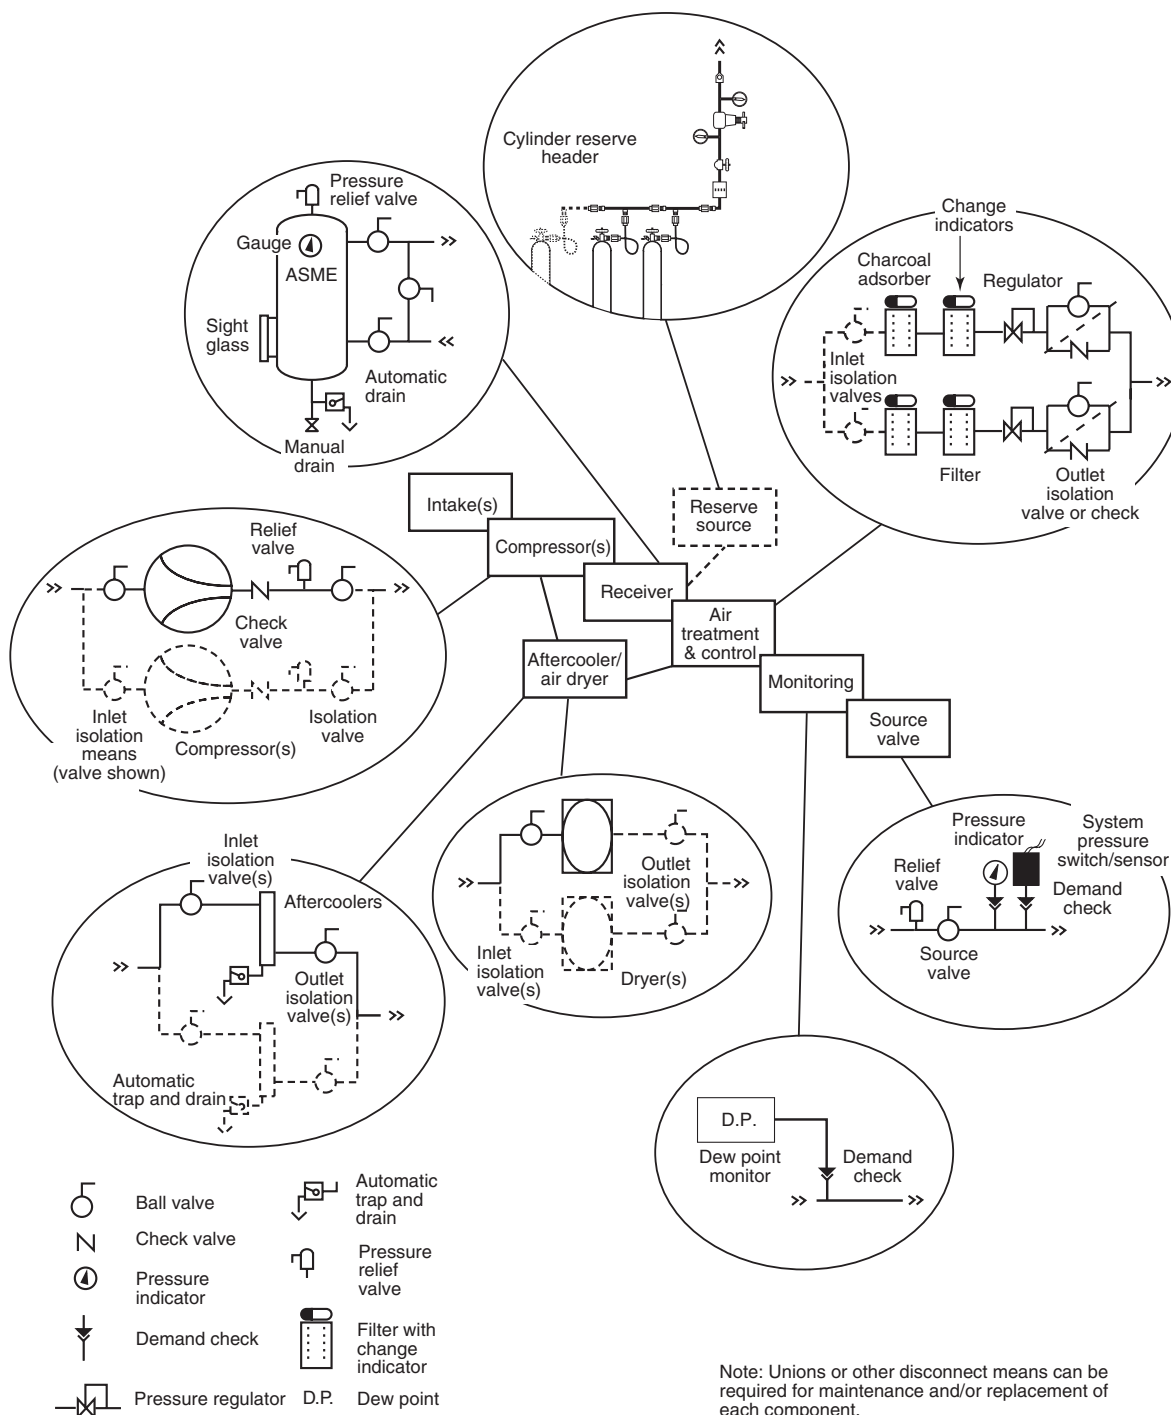 Cylinder reserve
header
Pressure
relief valve
Gauge
ASME
Sight
glass
Automatic
drain
Manual
drain
Change
indicators
Charcoal
adsorber
Regulator
Inlet
isolation
valves
Filter
Outlet
isolation
valve or check
Intake(s)
Compressor(s)
Receiver
Reserve
source
Air
treatment
& control
Aftercooler/
air dryer
Monitoring
Source
valve
Relief
valve
Check
valve
Inlet
isolation
means
(valve shown)
Compressor(s)
Isolation
valve
Inlet
isolation
valve(s)
Aftercoolers
Outlet
isolation
valve(s)
Automatic
trap and drain
Outlet
isolation
valve(s)
Inlet
isolation
valve(s)
Dryer(s)
Pressure
indicator
System
pressure
switch/sensor
Relief
valve
Demand
check
Source
valve
D.P.
Dew point
monitor
Demand
check
Ball valve
Check valve
Pressure
indicator
Demand check
Pressure regulator
Automatic
trap and
drain
Pressure
relief
valve
Filter with
change
indicator
D.P. Dew point
Note: Unions or other disconnect means can be
required for maintenance and/or replacement of
each component.